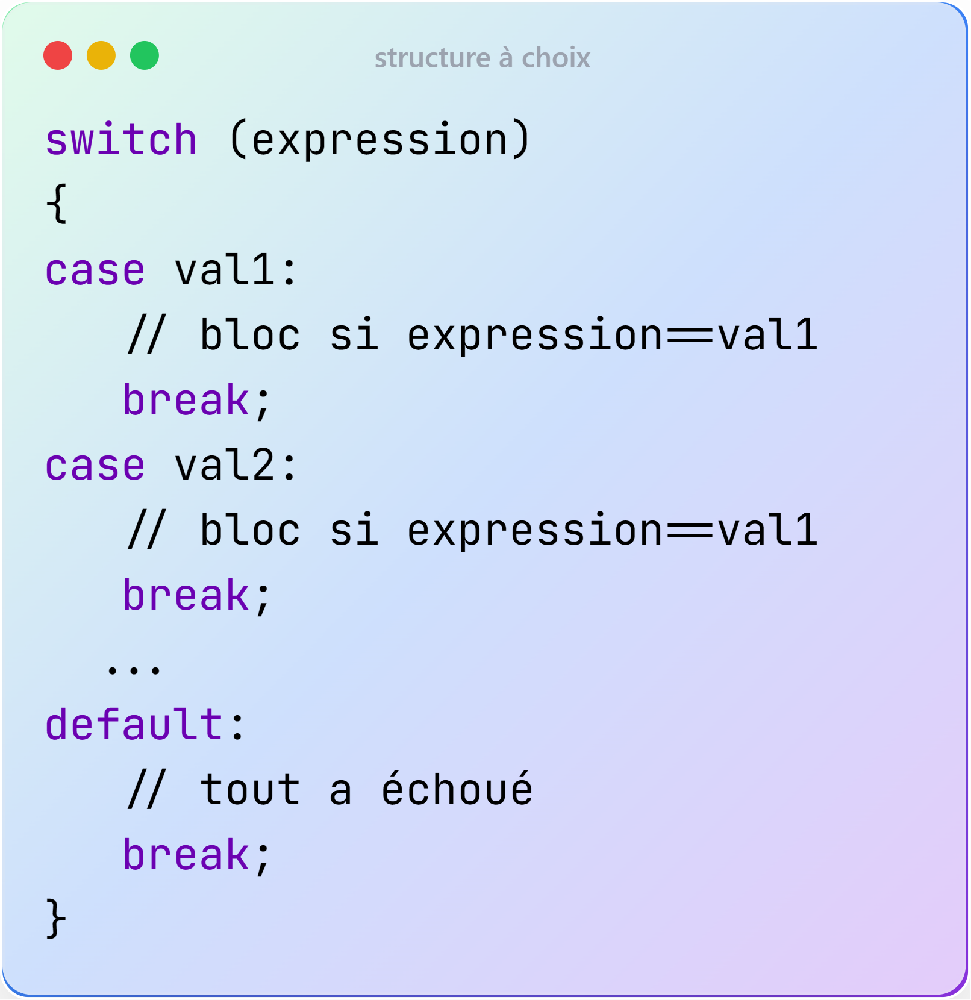 structure à choix
switch (expression)
{
case val1:
   // bloc si expression==val1
   break;
case val2:
   // bloc si expression==val1
   break;
  ...
default:
   // tout a échoué
   break;
}